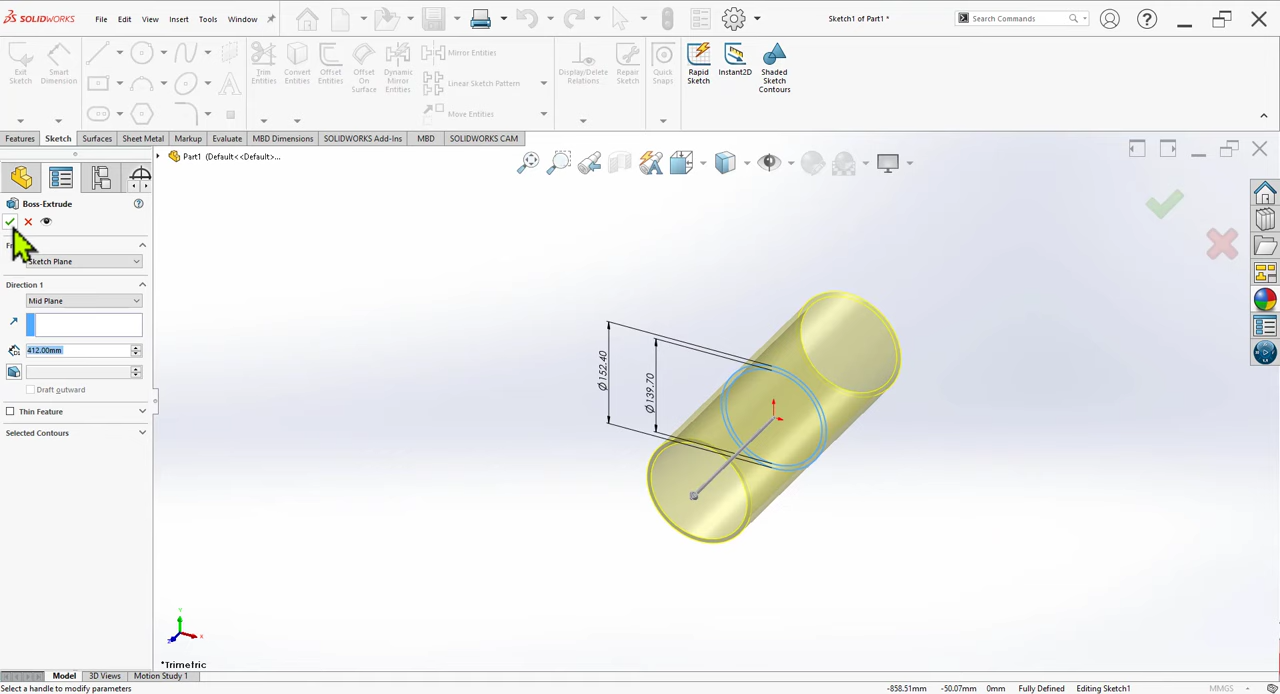 SOLIDWORKS File Edit View Insert Tools Window Sketch1 of Part1 * Search Commands
Exit Sketch
Smart Dimension
Trim Entities
Convert Entities
Offset Entities
Offset On Surface
Dynamic Mirror Entities
Mirror Entities
Linear Sketch Pattern
Move Entities
Display/Delete Relations
Repair Sketch
Quick Snaps
Rapid Sketch
Instant2D
Shaded Sketch Contours
Features Sketch Surfaces Sheet Metal Markup Evaluate MBD Dimensions SOLIDWORKS Add-Ins MBD SOLIDWORKS CAM
Part1 (Default<<Default>...
Boss-Extrude
Sketch Plane
Direction 1
Mid Plane
412.00mm
Draft outward
Thin Feature
Selected Contours
Ø152.40
Ø139.70
Y
X
Z
*Trimetric
Model 3D Views Motion Study 1
Select a handle to modify parameters -858.51mm -50.07mm 0mm Fully Defined Editing Sketch1 MMGS